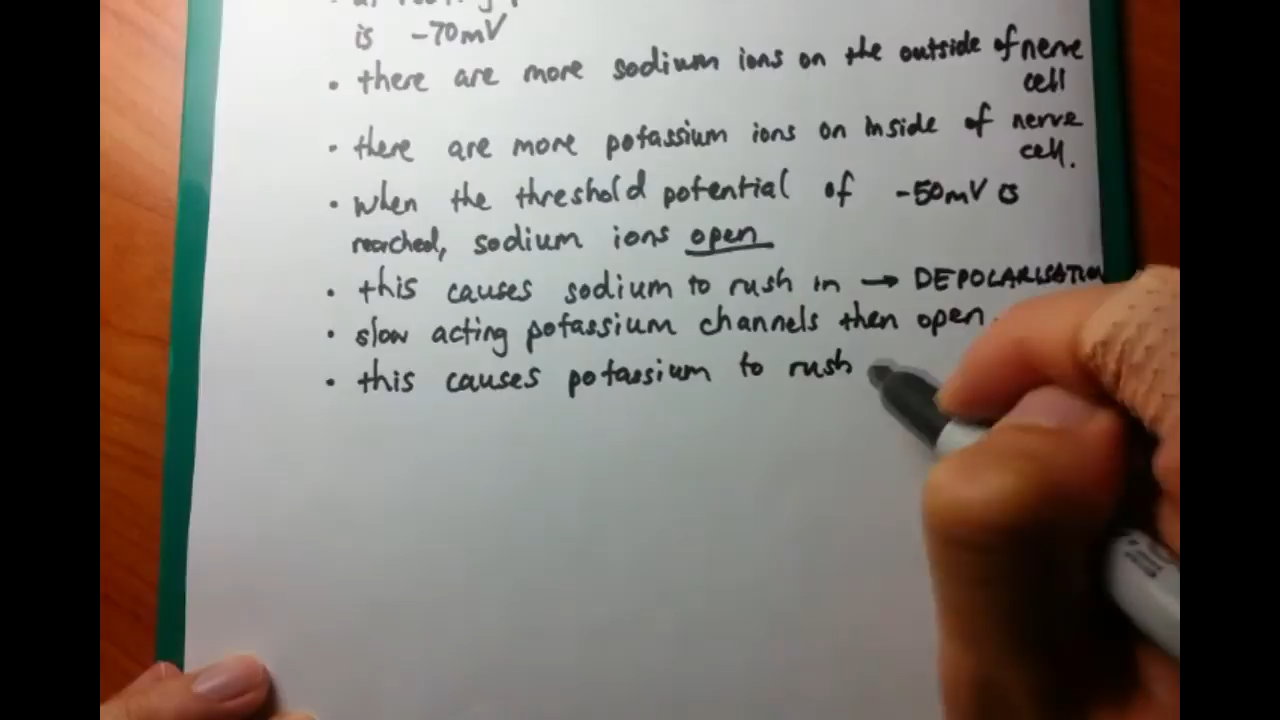 is -70mV
• there are more sodium ions on the outside of nerve
cell
• there are more potassium ions on inside of nerve
cell.
• when the threshold potential of -50mV is
reached, sodium ions open
• this causes sodium to rush in → DEPOLARISATION
• slow acting potassium channels then open.
• this causes potassium to rush